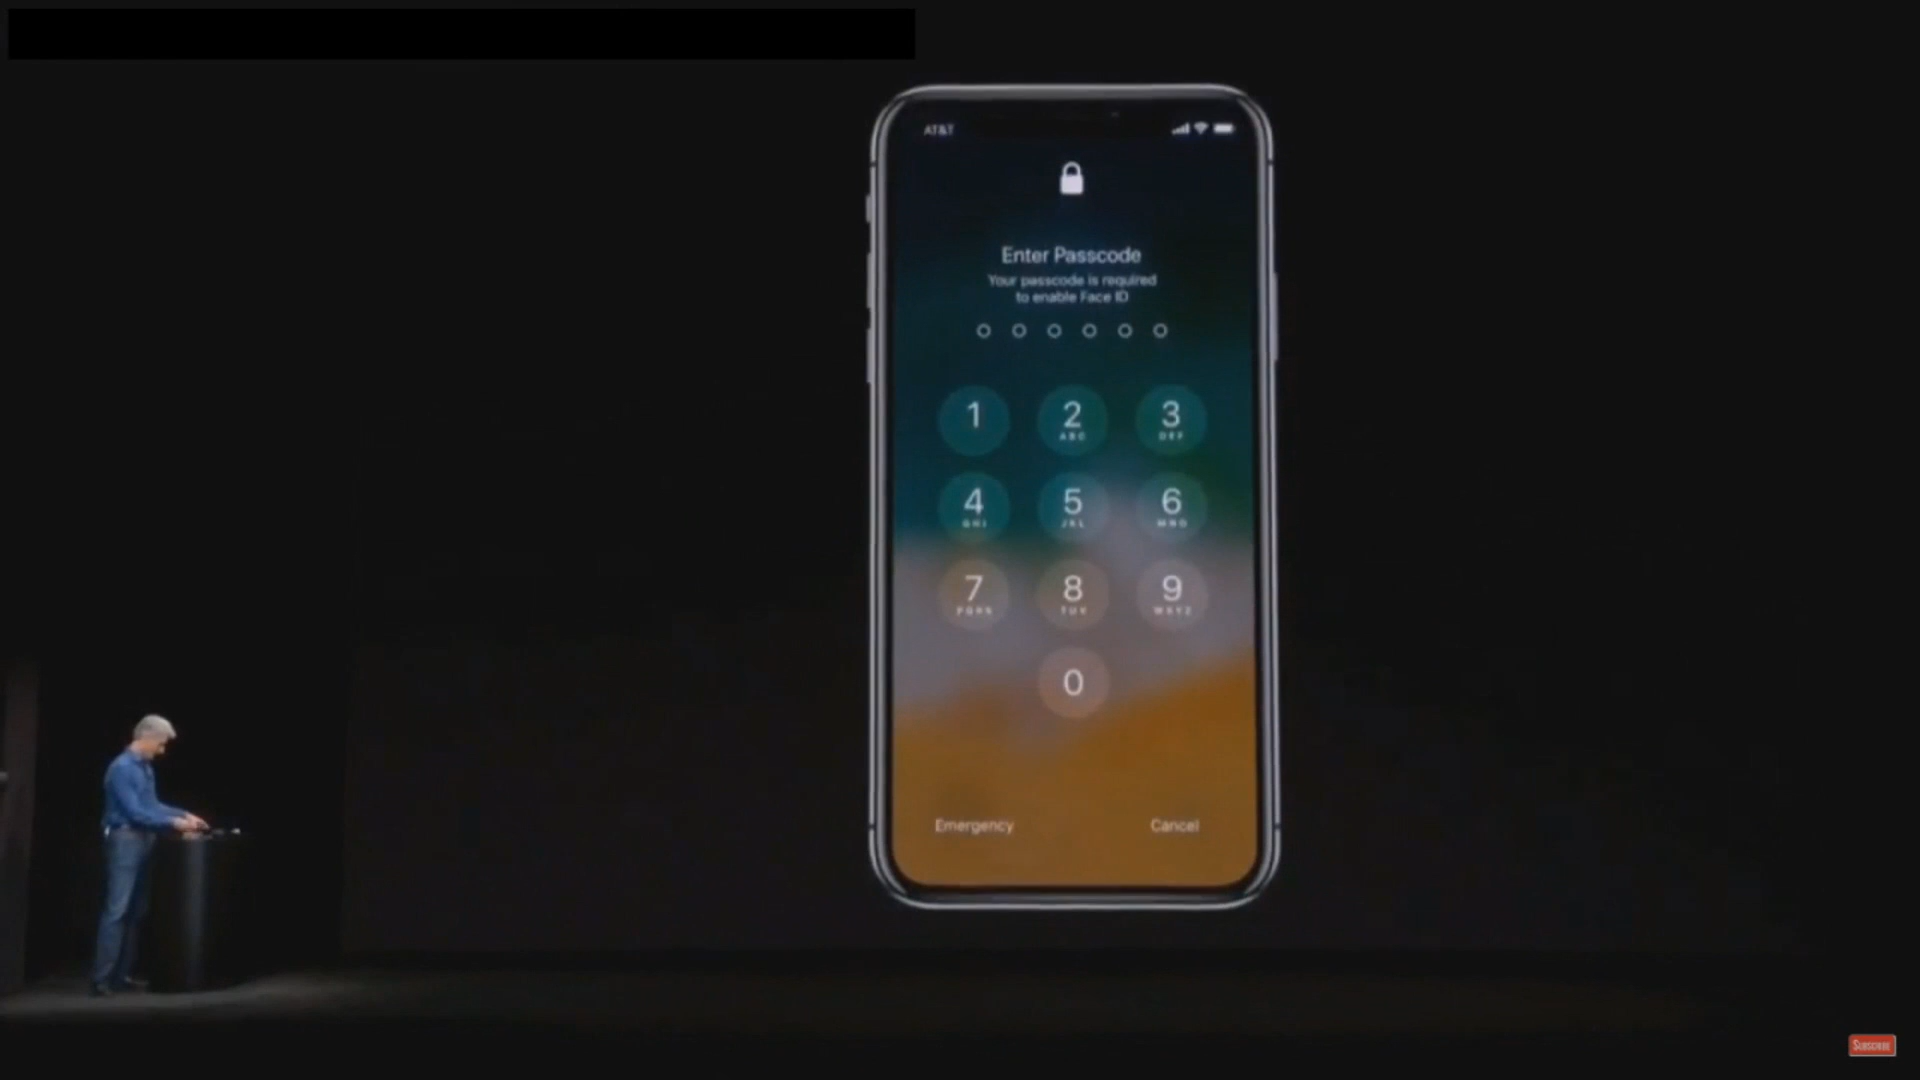 AT&T
Enter Passcode
Your passcode is required
to enable Face ID
1
2
ABC
3
DEF
4
GHI
5
JKL
6
MNO
7
PQRS
8
TUV
9
WXYZ
0
Emergency
Cancel
SUBSCRIBE